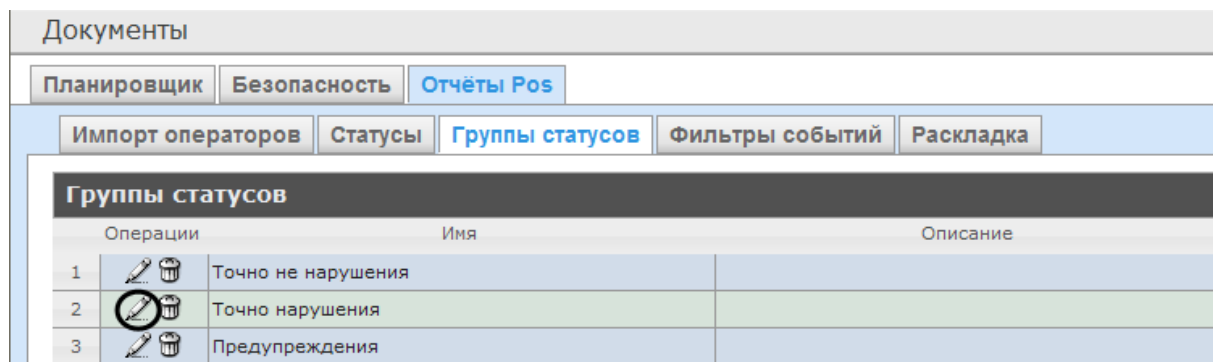 Документы
Планировщик Безопасность Отчёты Pos
Импорт операторов Статусы Группы статусов Фильтры событий Раскладка
Группы статусов
Операции Имя Описание
1 Точно не нарушения
2 Точно нарушения
3 Предупреждения